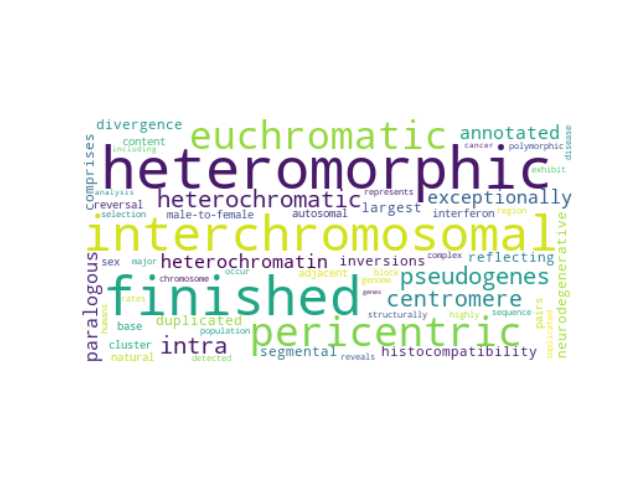 divergence
content
including
euchromatic
annotated
cancer
polymorphic
disease
comprises
heteromorphic
exhibit
analysis
reversal
selection
heterochromatic
male-to-female
represents
autosomal
largest
exceptionally
interferon
region
interchromosomal
sex
major
heterochromatin
inversions
complex
reflecting
chromosome
occur
adjacent
block
genome
genes
pseudogenes
paralogous
humans
rates
finished
centromere
pairs
neurodegenerative
implicated
base
duplicated
population
structurally
highly
sequence
pericentric
cluster
natural
detected
intra
segmental
reveals
histocompatibility